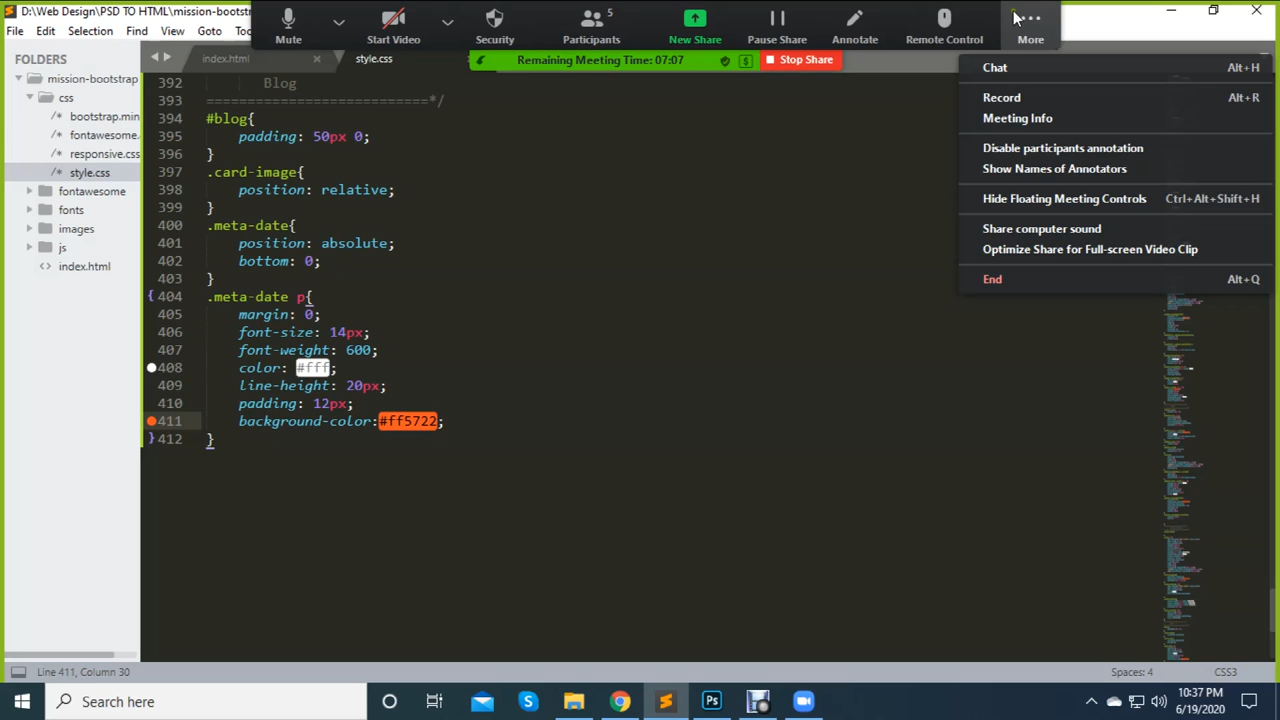 D:\Web Design\PSD TO HTML\mission-bootst
File Edit Selection Find View Goto
Mute
Start Video
Security
5
Participants
New Share
Pause Share
Annotate
Remote Control
More
Remaining Meeting Time: 07:07
Stop Share
Chat Alt+H
Record Alt+R
Meeting Info
Disable participants annotation
Show Names of Annotators
Hide Floating Meeting Controls Ctrl+Alt+Shift+H
Share computer sound
Optimize Share for Full-screen Video Clip
End Alt+Q
FOLDERS
mission-bootstrap
css
/* bootstrap.min
/* fontawesome.
/* responsive.css
/* style.css
fontawesome
fonts
images
js
<> index.html
index.html ×
style.css
392 Blog
393 ===========================*/
394 #blog{
395 padding: 50px 0;
396 }
397 .card-image{
398 position: relative;
399 }
400 .meta-date{
401 position: absolute;
402 bottom: 0;
403 }
404 .meta-date p{
405 margin: 0;
406 font-size: 14px;
407 font-weight: 600;
408 color: #fff;
409 line-height: 20px;
410 padding: 12px;
411 background-color:#ff5722;
412 }
Line 411, Column 30
Spaces: 4
CSS3
Search here
10:37 PM
6/19/2020